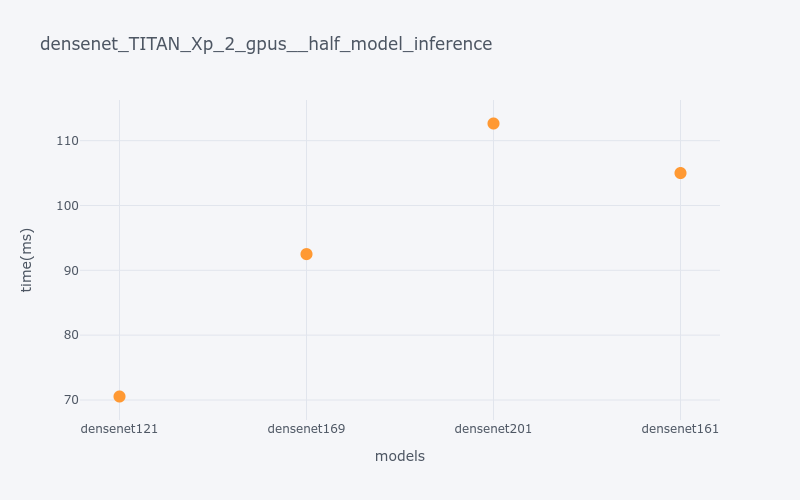 densenet_TITAN_Xp_2_gpus__half_model_inference
110
100
90
80
70
time(ms)
densenet121
densenet169
densenet201
densenet161
models